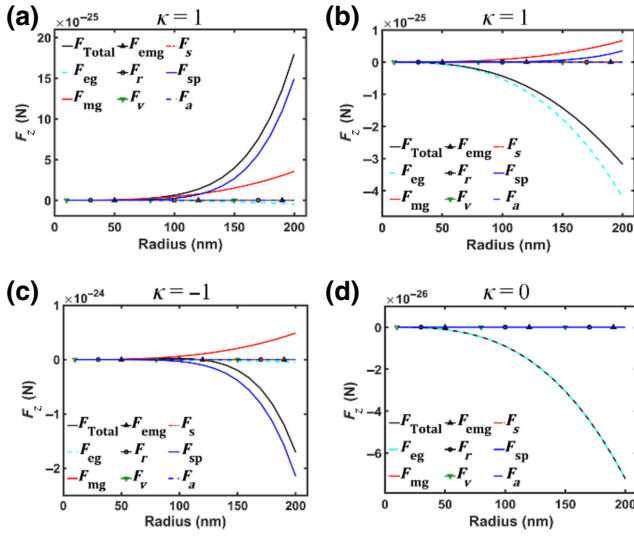 (a) κ = 1
×10⁻²⁵
20
15
10
5
0
F_z (N)
F_Total F_emg F_s
F_eg F_r F_sp
F_mg F_v F_a
0 50 100 150 200
Radius (nm)
(b) κ = 1
×10⁻²⁵
1
0
-1
-2
-3
-4
F_z (N)
F_Total F_emg F_s
F_eg F_r F_sp
F_mg F_v F_a
0 50 100 150 200
Radius (nm)
(c) κ = −1
×10⁻²⁴
1
0
-1
-2
F_z (N)
F_Total F_emg F_s
F_eg F_r F_sp
F_mg F_v F_a
0 50 100 150 200
Radius (nm)
(d) κ = 0
×10⁻²⁶
0
-2
-4
-6
F_z (N)
F_Total F_emg F_s
F_eg F_r F_sp
F_mg F_v F_a
0 50 100 150 200
Radius (nm)